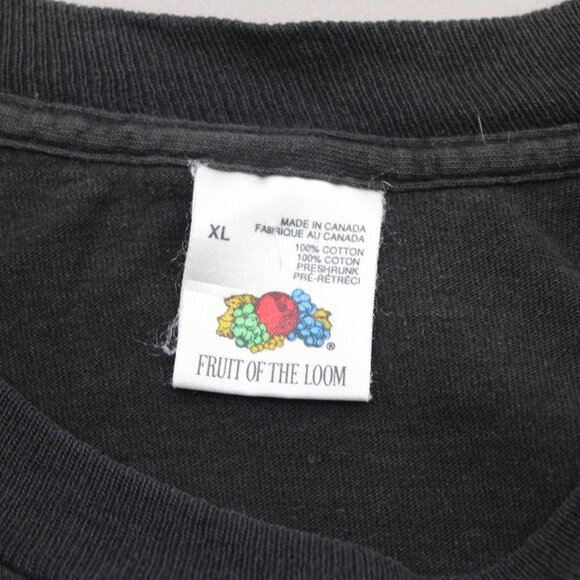 XL
MADE IN CANADA
FABRIQUE AU CANADA
100% COTTON
100% COTON
PRESHRUNK
PRÉ-RÉTRÉCI
®
FRUIT OF THE LOOM